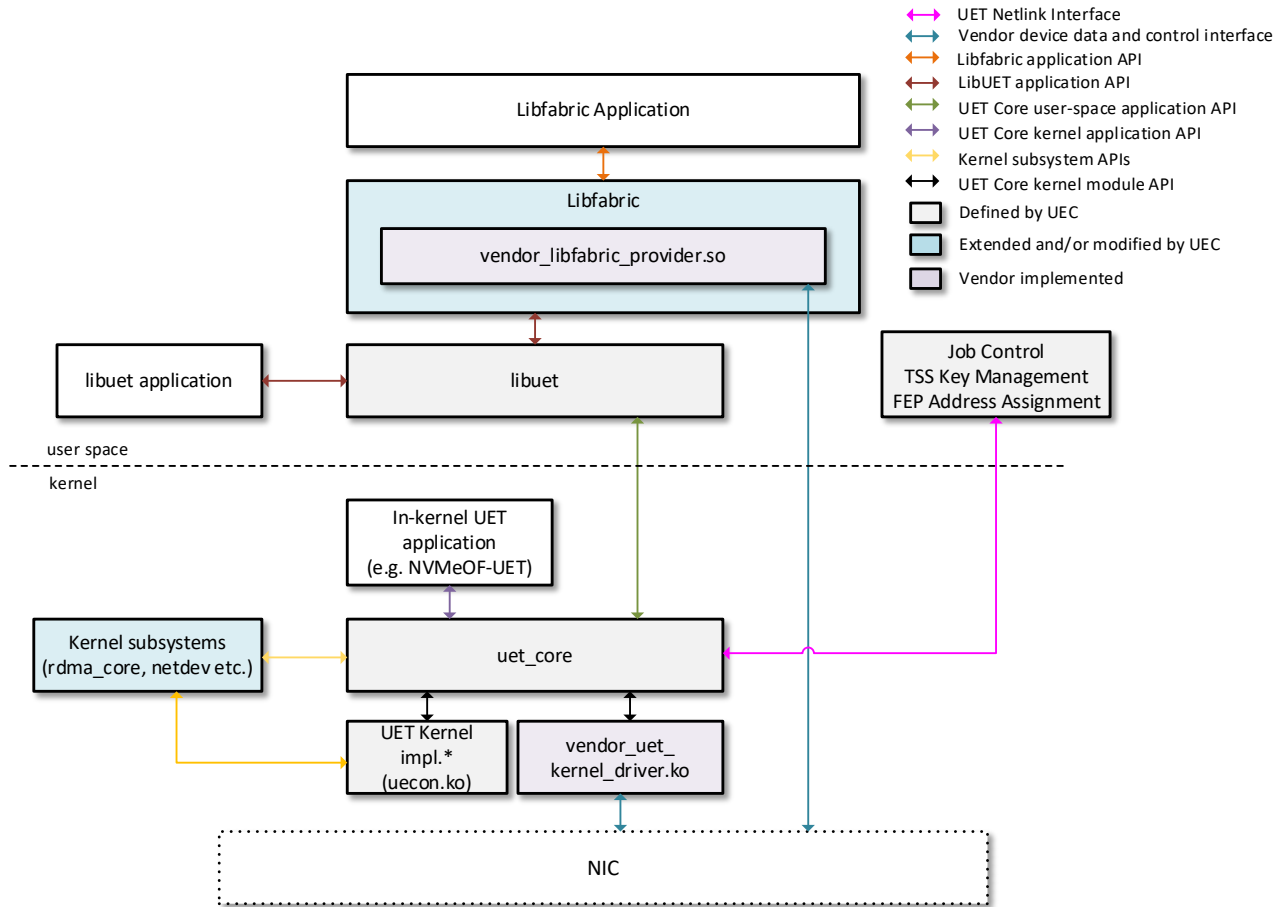 UET Netlink Interface
Vendor device data and control interface
Libfabric application API
LibUET application API
UET Core user-space application API
UET Core kernel application API
Kernel subsystem APIs
UET Core kernel module API
Defined by UEC
Extended and/or modified by UEC
Vendor implemented
Libfabric Application
Libfabric
vendor_libfabric_provider.so
libuet application
libuet
Job Control
TSS Key Management
FEP Address Assignment
user space
kernel
In-kernel UET
application
(e.g. NVMeOF-UET)
Kernel subsystems
(rdma_core, netdev etc.)
uet_core
UET Kernel
impl.*
(uecon.ko)
vendor_uet_
kernel_driver.ko
NIC